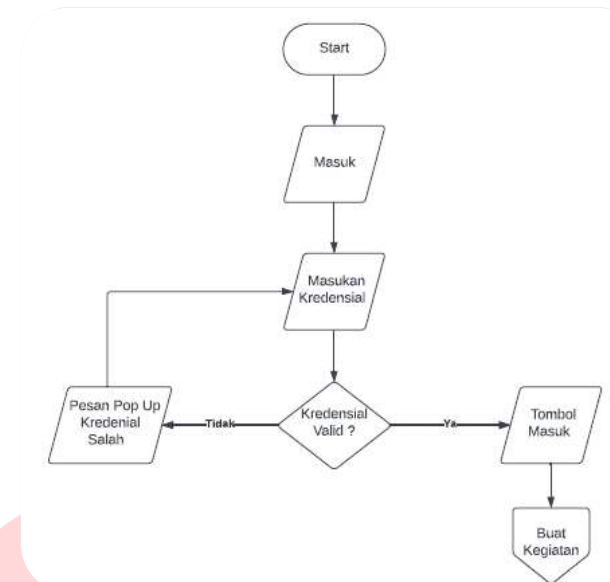 Start
Masuk
Masukan
Kredensial
Kredensial
Valid ?
Tidak
Ya
Pesan Pop Up
Kredenial
Salah
Tombol
Masuk
Buat
Kegiatan